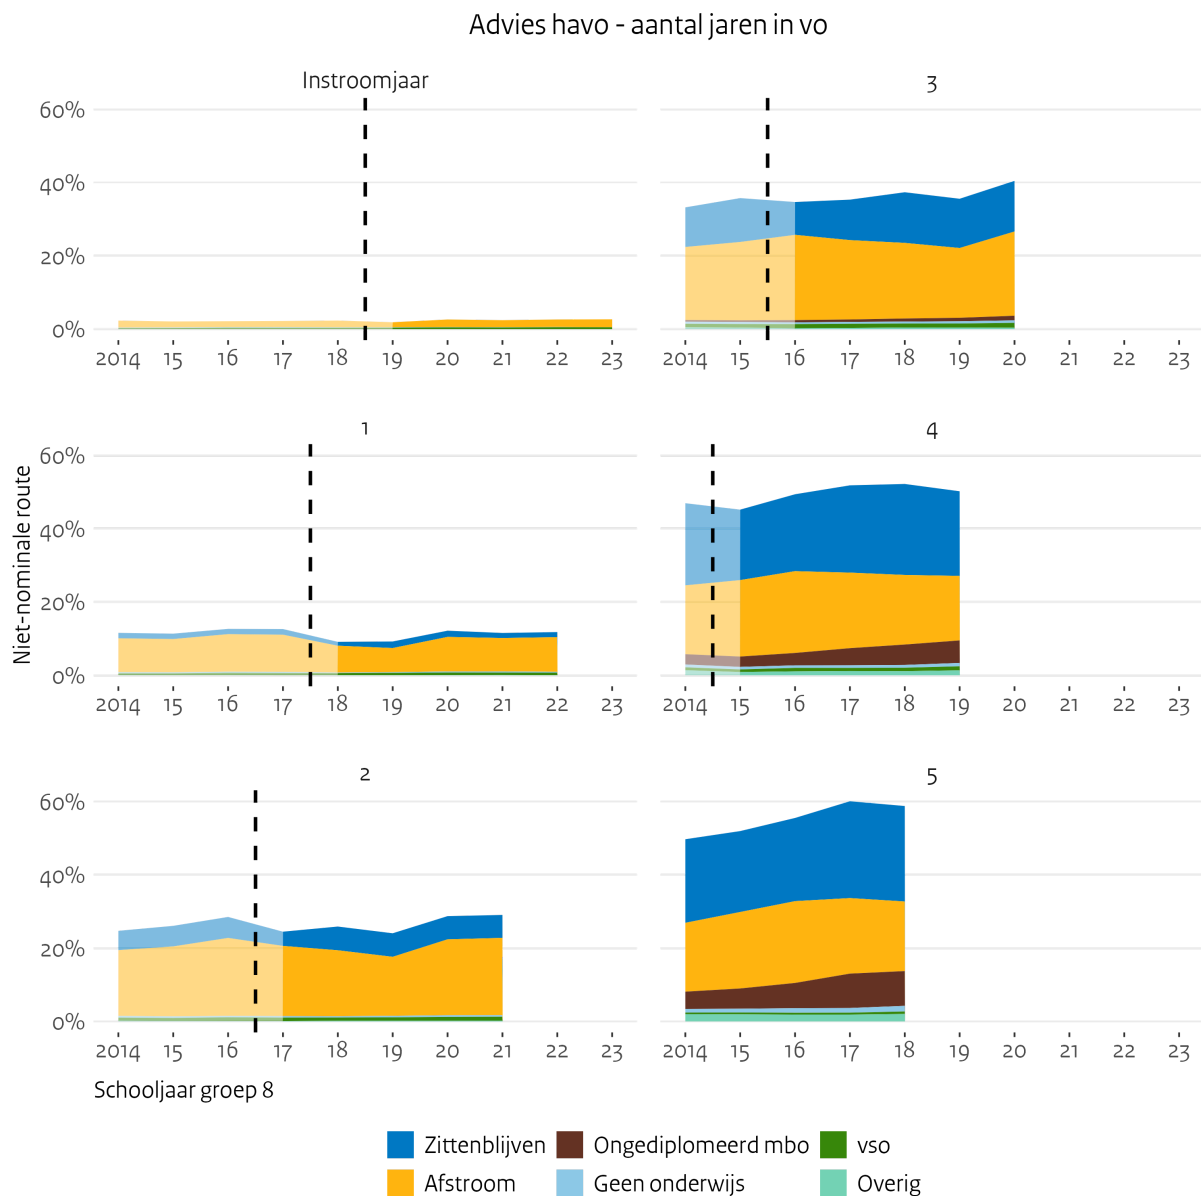 Advies havo - aantal jaren in vo
Instroomjaar
3
60%
40%
20%
0%
2014 15 16 17 18 19 20 21 22 23
2014 15 16 17 18 19 20 21 22 23
1
4
Niet-nominale route
60%
40%
20%
0%
2014 15 16 17 18 19 20 21 22 23
2014 15 16 17 18 19 20 21 22 23
2
5
60%
40%
20%
0%
2014 15 16 17 18 19 20 21 22 23
2014 15 16 17 18 19 20 21 22 23
Schooljaar groep 8
Zittenblijven Ongediplomeerd mbo vso
Afstroom Geen onderwijs Overig